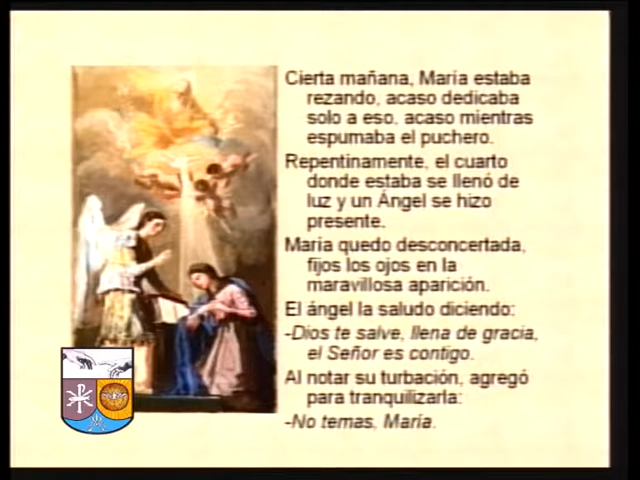 Cierta mañana, María estaba
rezando, acaso dedicaba
solo a eso. acaso mientras
espumaba el puchero.
Repentinamente, el cuarto
donde estaba se llenó de
luz y un Ángel se hizo
presente.
María quedo desconcertada,
fijos los ojos en la
maravillosa aparición.
El ángel la saludo diciendo:
-Dios te salve, llena de gracia,
el Señor es contigo.
Al notar su turbación, agregó
para tranquilizarla:
-No temas, María.